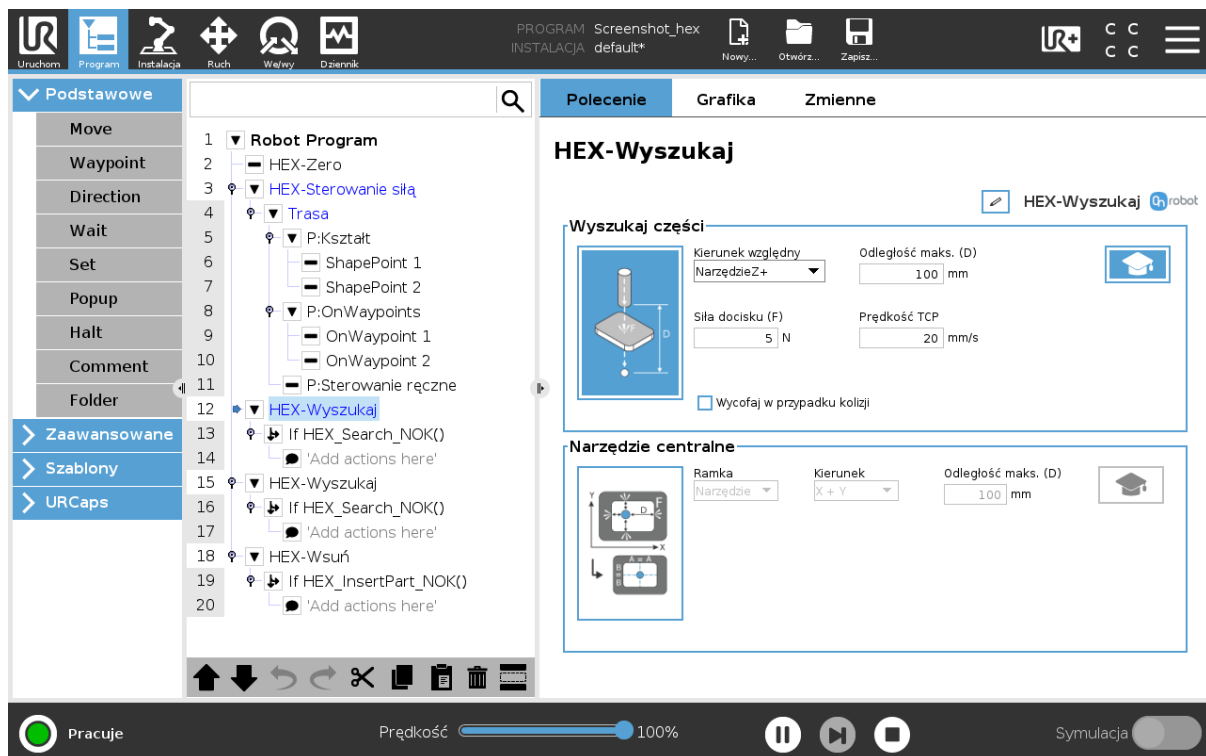 PROGRAM Screenshot_hex
INSTALACJA default*
Uruchom
Program
Instalacja
Ruch
We/wy
Dziennik
Nowy...
Otwórz...
Zapisz...
UR+
C C
C C
Podstawowe
Move
Waypoint
Direction
Wait
Set
Popup
Halt
Comment
Folder
Zaawansowane
Szablony
URCaps
1 Robot Program
2 HEX-Zero
3 HEX-Sterowanie siłą
4 Trasa
5 P:Kształt
6 ShapePoint 1
7 ShapePoint 2
8 P:OnWaypoints
9 OnWaypoint 1
10 OnWaypoint 2
11 P:Sterowanie ręczne
12 HEX-Wyszukaj
13 If HEX_Search_NOK()
14 'Add actions here'
15 HEX-Wyszukaj
16 If HEX_Search_NOK()
17 'Add actions here'
18 HEX-Wsuń
19 If HEX_InsertPart_NOK()
20 'Add actions here'
Polecenie Grafika Zmienne
HEX-Wyszukaj
HEX-Wyszukaj On robot
Wyszukaj części
F
D
Kierunek względny
NarzędzieZ+
Odległość maks. (D)
100 mm
Siła docisku (F)
5 N
Prędkość TCP
20 mm/s
Wycofaj w przypadku kolizji
Narzędzie centralne
Y
F
D
X
A = A
B = B
Ramka
Narzędzie
Kierunek
X + Y
Odległość maks. (D)
100 mm
Pracuje
Prędkość 100%
Symulacja